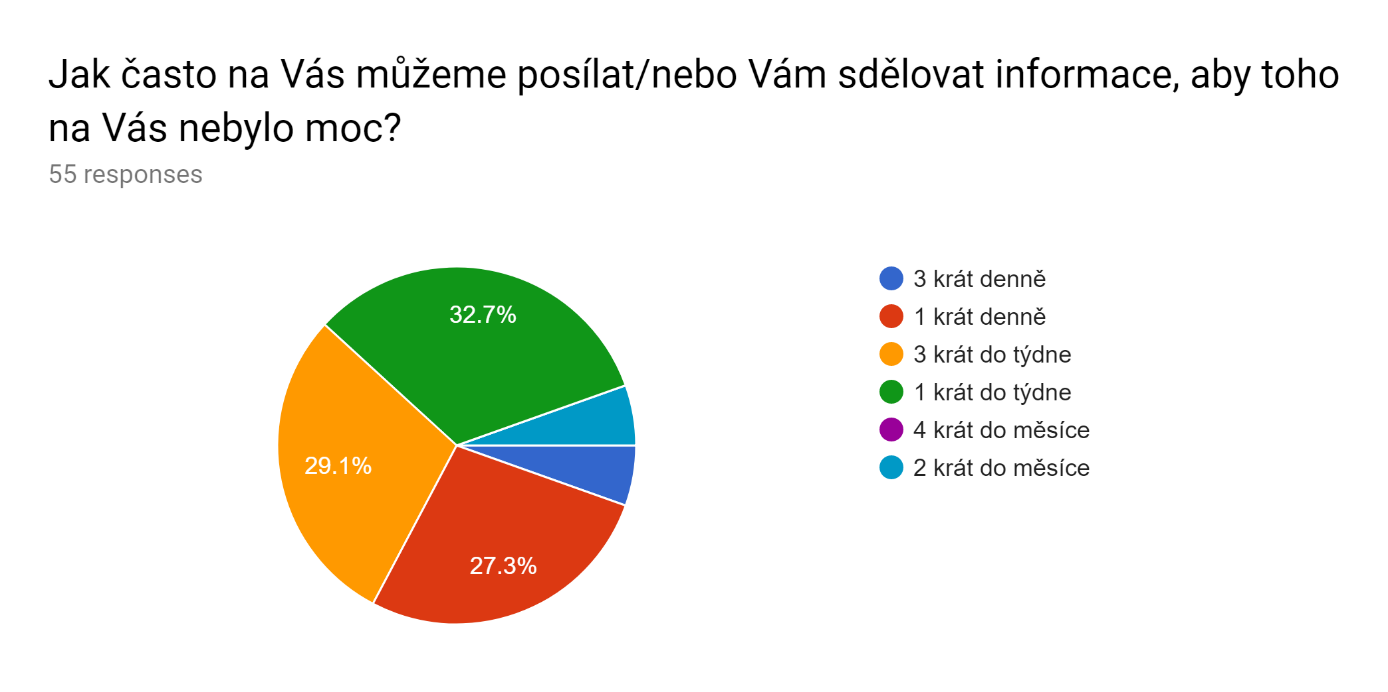 Jak často na Vás můžeme posílat/nebo Vám sdělovat informace, aby toho
na Vás nebylo moc?
55 responses
32.7%
29.1%
27.3%
3 krát denně
1 krát denně
3 krát do týdne
1 krát do týdne
4 krát do měsíce
2 krát do měsíce